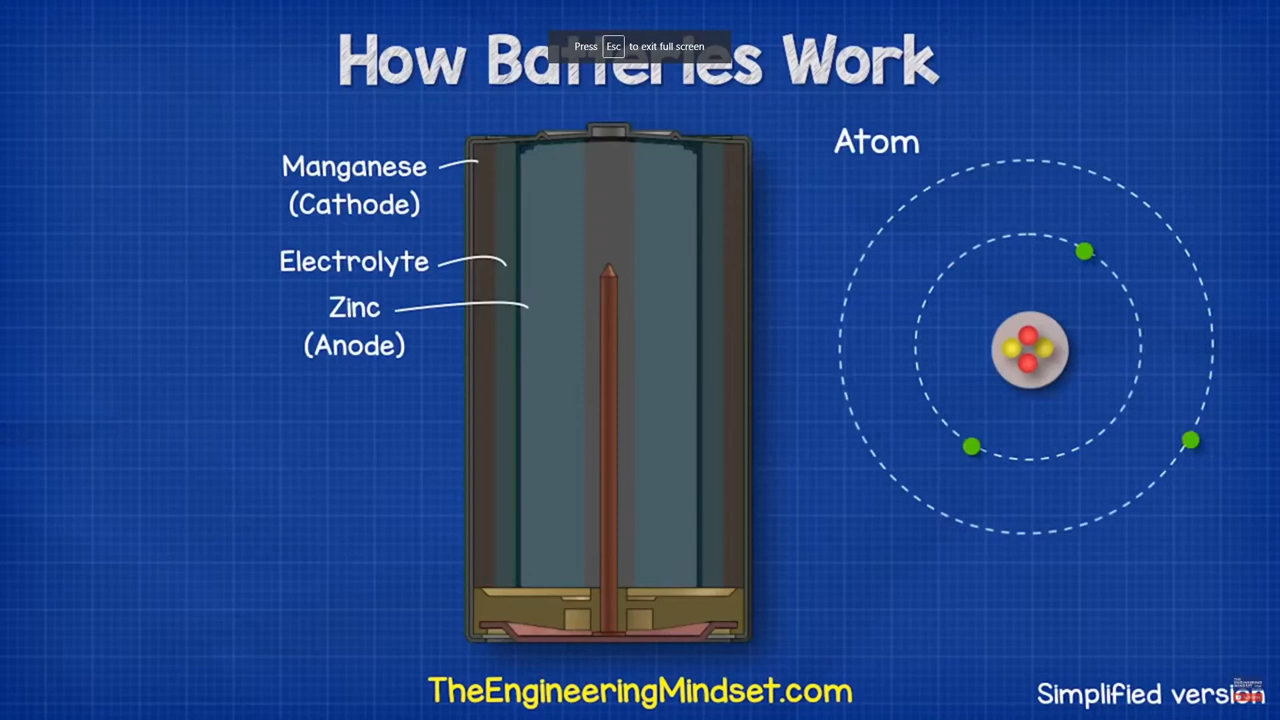 How Batteries Work
Press Esc to exit full screen
Atom
Manganese
(Cathode)
Electrolyte
Zinc
(Anode)
TheEngineeringMindset.com
Simplified version